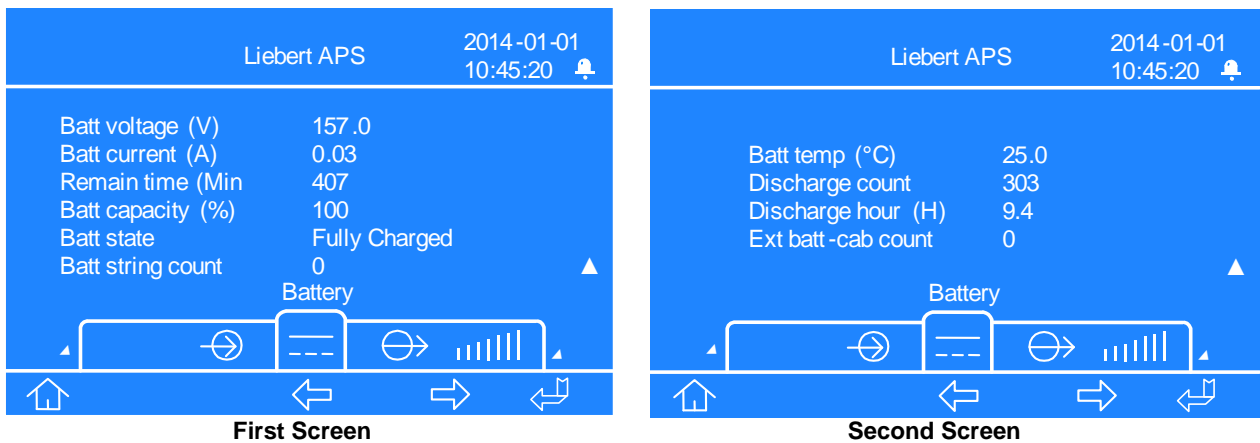 Liebert APS
2014-01-01
10:45:20
Batt voltage (V) 157.0
Batt current (A) 0.03
Remain time (Min 407
Batt capacity (%) 100
Batt state Fully Charged
Batt string count 0
Battery
First Screen
Liebert APS
2014-01-01
10:45:20
Batt temp (°C) 25.0
Discharge count 303
Discharge hour (H) 9.4
Ext batt-cab count 0
Battery
Second Screen